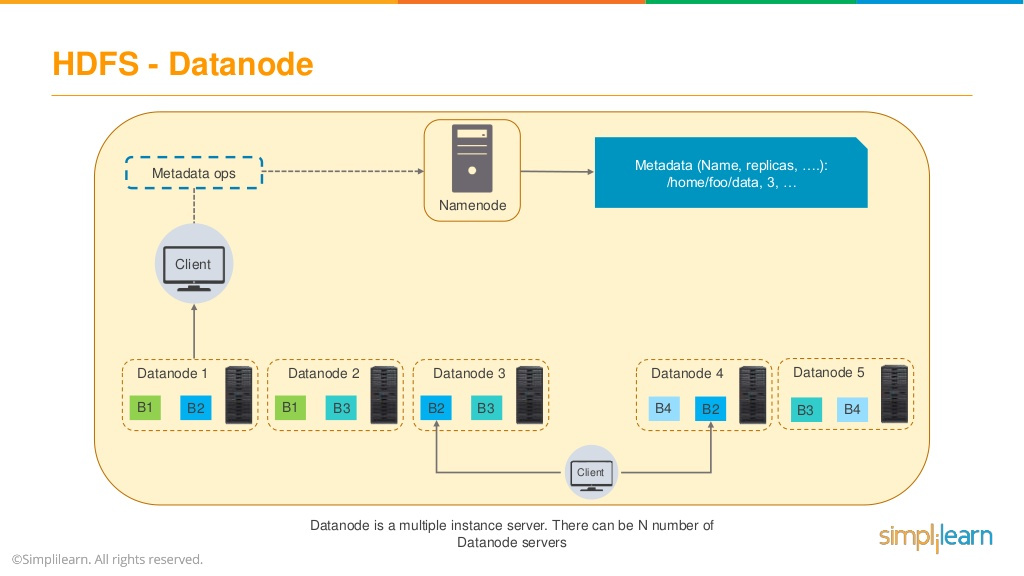 HDFS - Datanode
Metadata ops
Namenode
Metadata (Name, replicas, ….):
/home/foo/data, 3, …
Client
Datanode 1
B1
B2
Datanode 2
B1
B3
Datanode 3
B2
B3
Datanode 4
B4
B2
Datanode 5
B3
B4
Client
Datanode is a multiple instance server. There can be N number of
Datanode servers
©Simplilearn. All rights reserved.
simplilearn